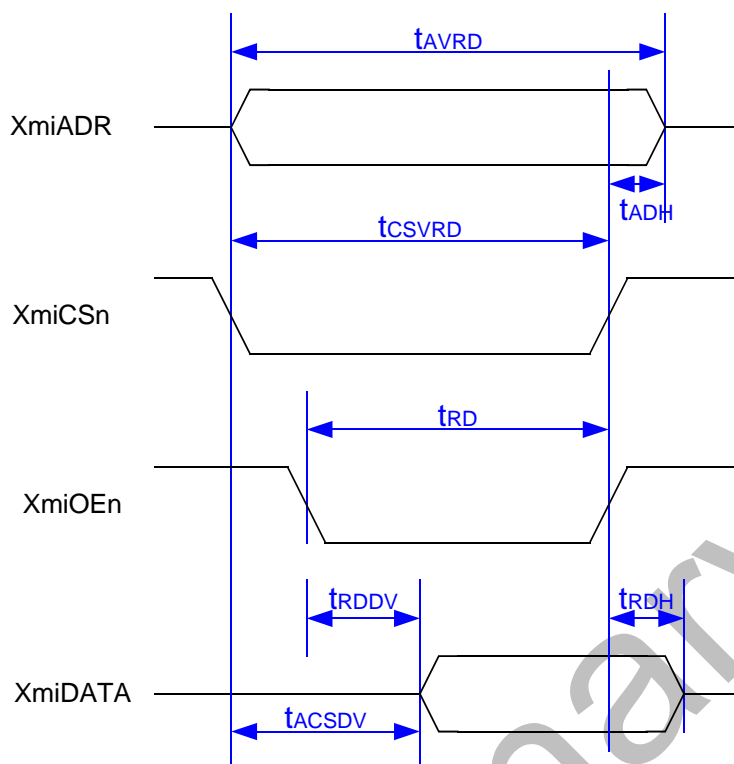 tAVRD
XmiADR
tADH
tCSVRD
XmiCSn
tRD
XmiOEn
tRDDV
tRDH
XmiDATA
tACSDV